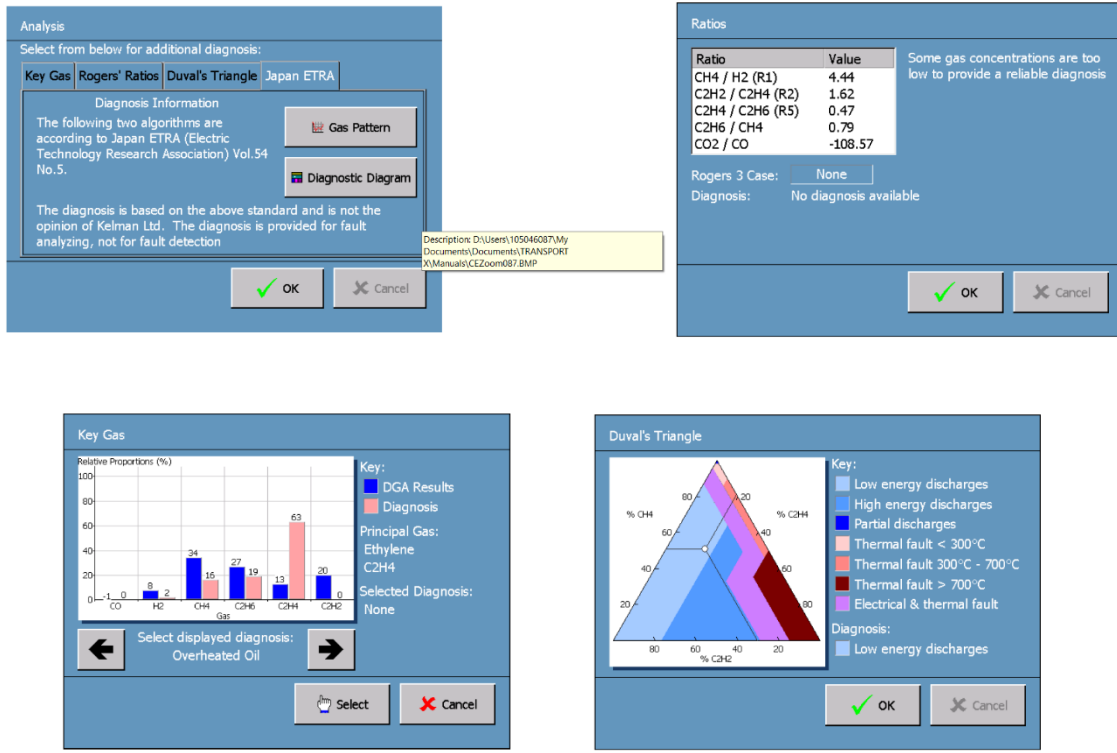 Analysis
Select from below for additional diagnosis:
Key Gas Rogers' Ratios Duval's Triangle Japan ETRA
Diagnosis Information
The following two algorithms are
according to Japan ETRA (Electric
Technology Research Association) Vol.54
No.5.
Gas Pattern
Diagnostic Diagram
The diagnosis is based on the above standard and is not the
opinion of Kelman Ltd. The diagnosis is provided for fault
analyzing, not for fault detection
OK Cancel
Description: D:\Users\105046087\My
Documents\Documents\TRANSPORT
X\Manuals\CEZoom087.BMP
Ratios
Ratio Value
CH4 / H2 (R1) 4.44
C2H2 / C2H4 (R2) 1.62
C2H4 / C2H6 (R5) 0.47
C2H6 / CH4 0.79
CO2 / CO -108.57
Some gas concentrations are too
low to provide a reliable diagnosis
Rogers 3 Case: None
Diagnosis: No diagnosis available
OK Cancel
Key Gas
Relative Proportions (%)
100
80
60
40
20
0
-1 0 8 2 34 16 27 19 13 63 20 0
CO H2 CH4 C2H6 C2H4 C2H2
Gas
Key:
DGA Results
Diagnosis
Principal Gas:
Ethylene
C2H4
Selected Diagnosis:
None
Select displayed diagnosis:
Overheated Oil
Select Cancel
Duval's Triangle
80 20
% CH4 % C2H4
60 40
40 60
20 80
80 60 40 20
% C2H2
Key:
Low energy discharges
High energy discharges
Partial discharges
Thermal fault < 300°C
Thermal fault 300°C - 700°C
Thermal fault > 700°C
Electrical & thermal fault
Diagnosis:
Low energy discharges
OK Cancel